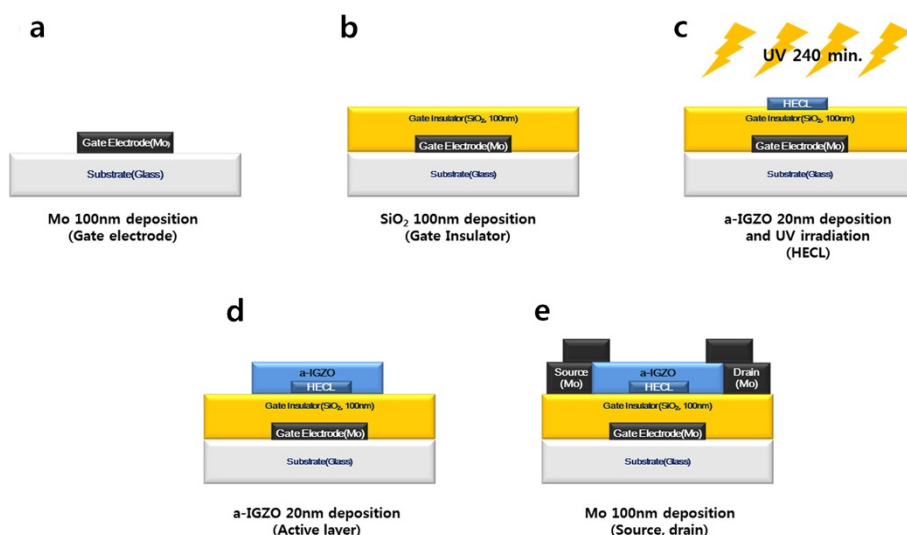 a
Gate Electrode(Mo)
Substrate(Glass)
Mo 100nm deposition
(Gate electrode)
b
Gate Insulator(SiO₂, 100nm)
Gate Electrode(Mo)
Substrate(Glass)
SiO₂ 100nm deposition
(Gate Insulator)
c
UV 240 min.
HECL
Gate Insulator(SiO₂, 100nm)
Gate Electrode(Mo)
Substrate(Glass)
a-IGZO 20nm deposition
and UV irradiation
(HECL)
d
a-IGZO
HECL
Gate Insulator(SiO₂, 100nm)
Gate Electrode(Mo)
Substrate(Glass)
a-IGZO 20nm deposition
(Active layer)
e
Source
(Mo)
a-IGZO
HECL
Drain
(Mo)
Gate Insulator(SiO₂, 100nm)
Gate Electrode(Mo)
Substrate(Glass)
Mo 100nm deposition
(Source, drain)